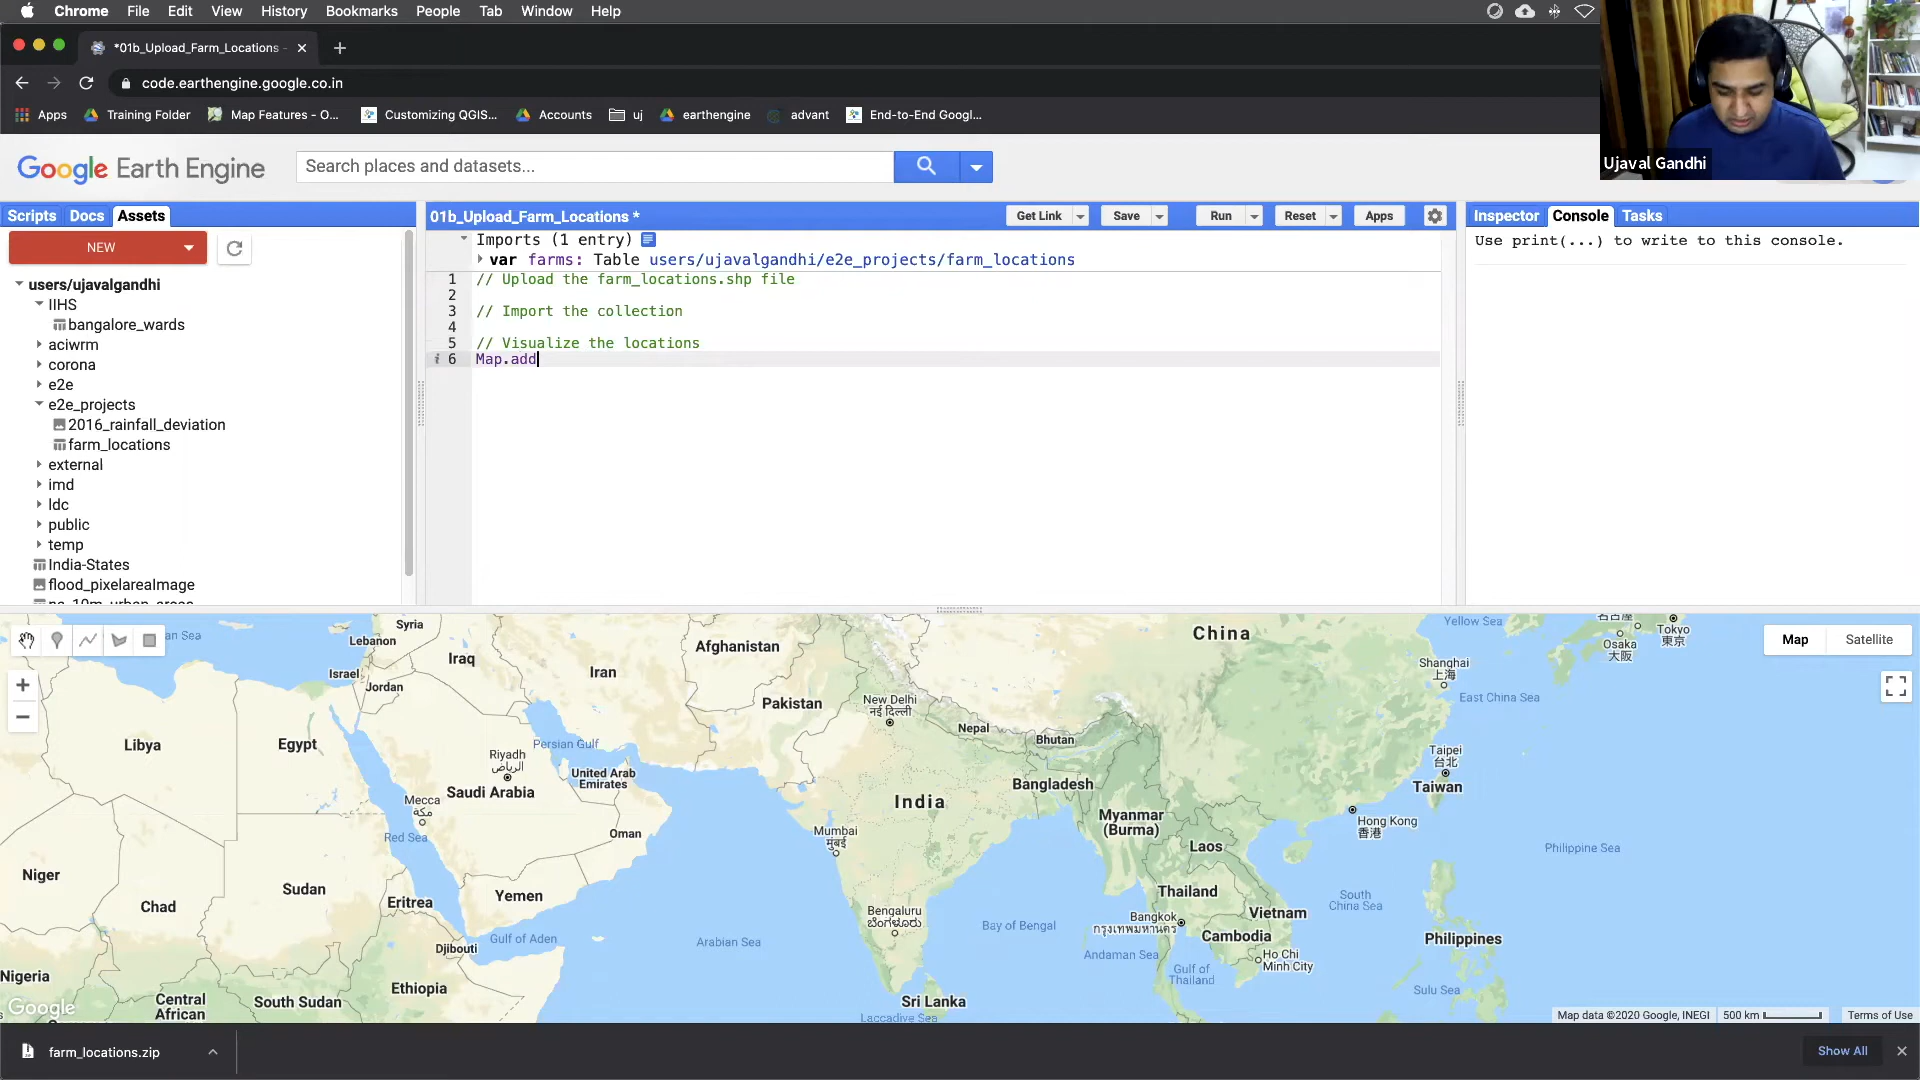 Chrome File Edit View History Bookmarks People Tab Window Help
*01b_Upload_Farm_Locations -
code.earthengine.google.co.in
Apps Training Folder Map Features - O... Customizing QGIS... Accounts uj earthengine advant End-to-End Googl...
Ujaval Gandhi
Google Earth Engine
Search places and datasets...
Scripts Docs Assets
NEW
users/ujavalgandhi
IIHS
bangalore_wards
aciwrm
corona
e2e
e2e_projects
2016_rainfall_deviation
farm_locations
external
imd
ldc
public
temp
India-States
flood_pixelareaImage
01b_Upload_Farm_Locations *
Get Link Save Run Reset Apps
Imports (1 entry)
var farms: Table users/ujavalgandhi/e2e_projects/farm_locations
1 // Upload the farm_locations.shp file
2
3 // Import the collection
4
5 // Visualize the locations
i 6 Map.add
Inspector Console Tasks
Use print(...) to write to this console.
Map Satellite
Syria
Lebanon
Iraq
Israel
Jordan
Iran
Afghanistan
Pakistan
China
New Delhi
नई दिल्ली
Nepal
Bhutan
Bangladesh
India
Yellow Sea
Tokyo
東京
Osaka
大阪
Shanghai
上海
East China Sea
Libya
Egypt
Persian Gulf
Riyadh
الرياض
Saudi Arabia
United Arab
Emirates
Mecca
مكة
Red Sea
Oman
Mumbai
मुंबई
Myanmar
(Burma)
Taipei
台北
Taiwan
Hong Kong
香港
Laos
Philippine Sea
Niger
Chad
Sudan
Eritrea
Yemen
Djibouti
Gulf of Aden
Arabian Sea
Bengaluru
ಬೆಂಗಳೂರು
Bay of Bengal
Thailand
Bangkok
กรุงเทพมหานคร
Vietnam
Cambodia
Ho Chi
Minh City
South
China Sea
Philippines
Andaman Sea
Gulf of
Thailand
Sulu Sea
Nigeria
Central
African
South Sudan
Ethiopia
Sri Lanka
Laccadive Sea
Google
Map data ©2020 Google, INEGI 500 km Terms of Use
farm_locations.zip
Show All